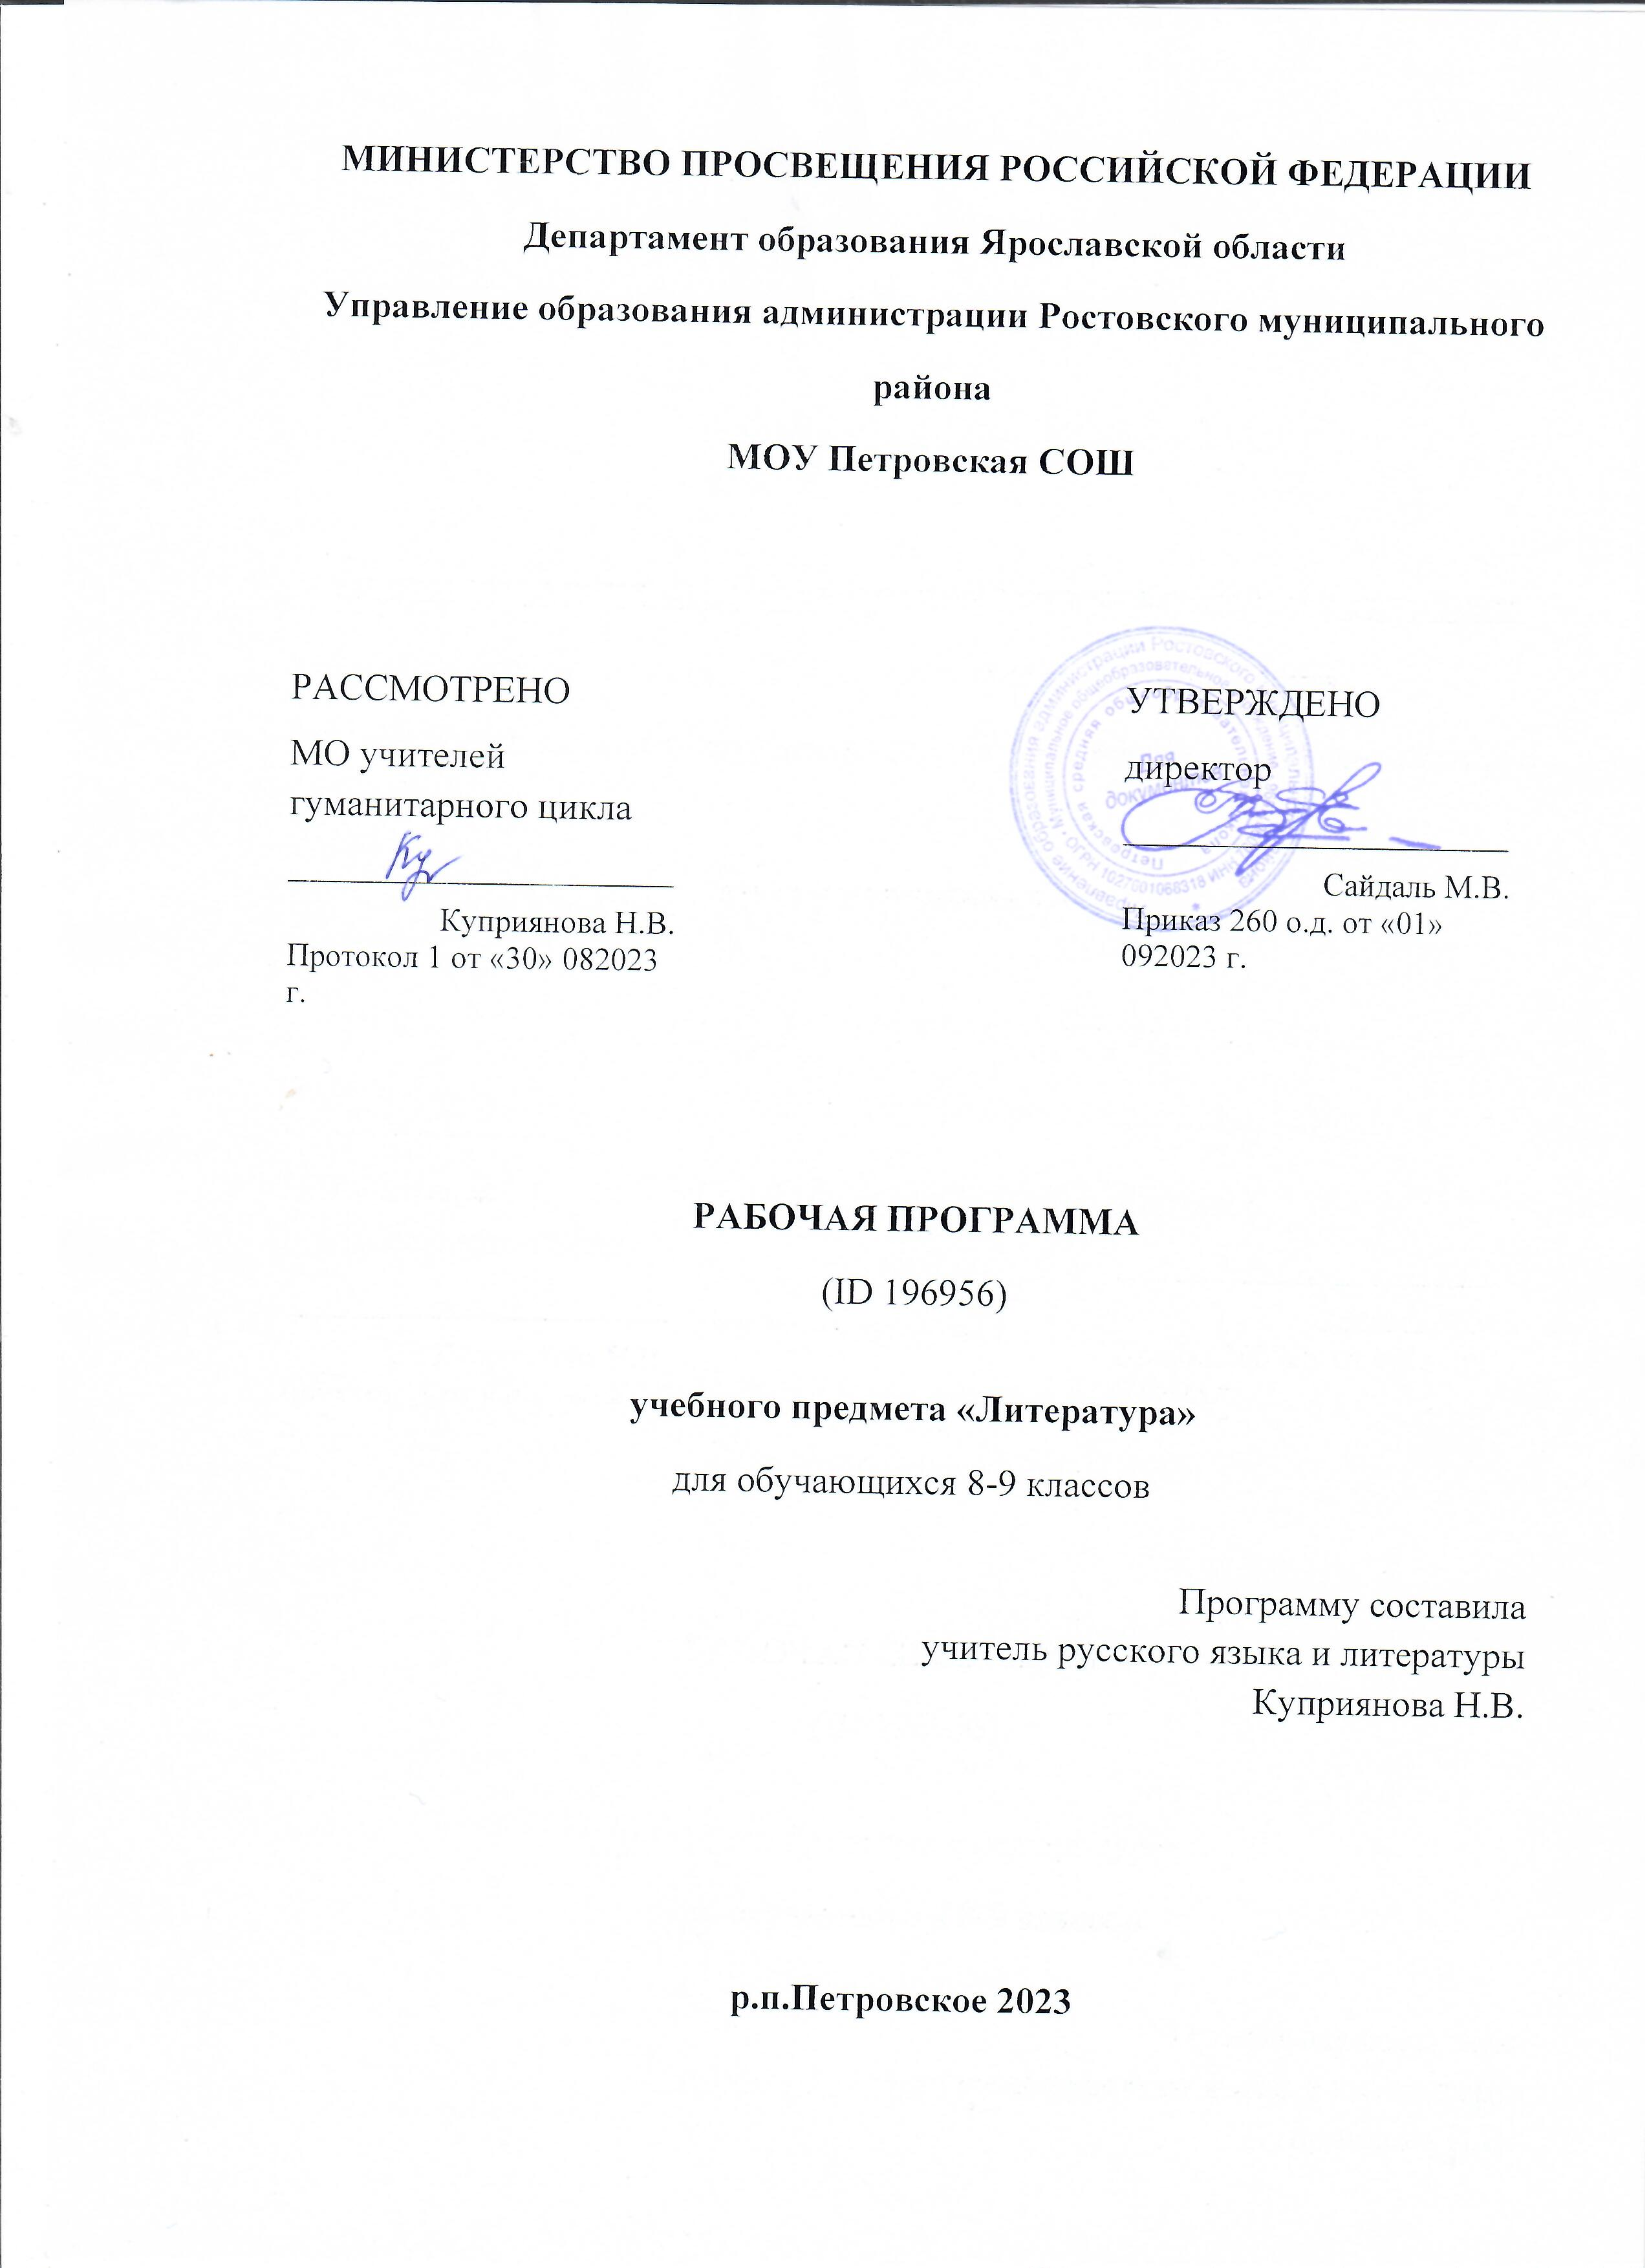 МИНИСТЕРСТВО ПРОСВЕЩЕНИЯ РОССИЙСКОЙ ФЕДЕРАЦИИ
Департамент образования Ярославской области
Управление образования администрации Ростовского муниципального
района
МОУ Петровская СОШ
РАССМОТРЕНО
МО учителей
гуманитарного цикла
Куприянова Н.В.
Протокол 1 от «30» 082023
г.
УТВЕРЖДЕНО
директор
Сайдаль М.В.
Приказ 260 о.д. от «01»
092023 г.
Для
документов
РАБОЧАЯ ПРОГРАММА
(ID 196956)
учебного предмета «Литература»
для обучающихся 8-9 классов
Программу составила
учитель русского языка и литературы
Куприянова Н.В.
р.п.Петровское 2023